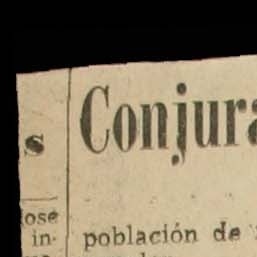 s
Conjura
ose
in-
población de